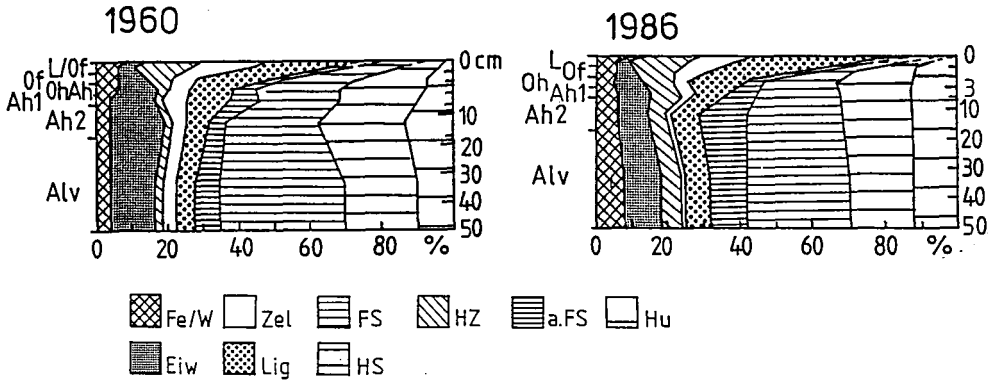 1960
L/Of
Of OhAh
Ah1
Ah2
Alv
0 cm
10
20
30
40
50
0 20 40 60 80 %
1986
L Of
Oh Ah1
Ah2
Alv
0
3
10
20
30
40
50
0 20 40 60 80 %
Fe/W Zel FS HZ a.FS Hu
Eiw Lig HS